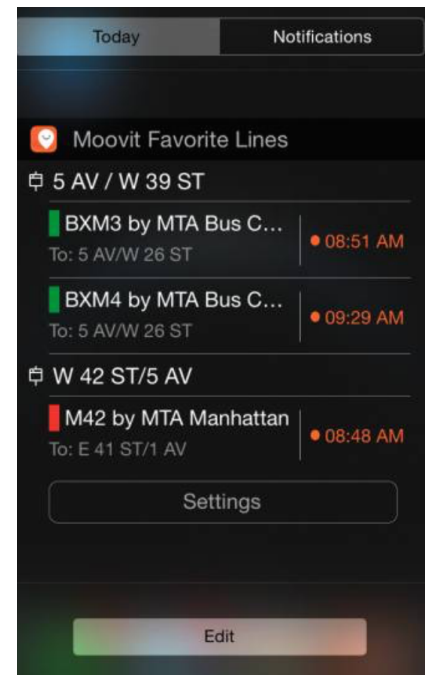 Today
Notifications
Moovit Favorite Lines
5 AV / W 39 ST
BXM3 by MTA Bus C...
To: 5 AV/W 26 ST
08:51 AM
BXM4 by MTA Bus C...
To: 5 AV/W 26 ST
09:29 AM
W 42 ST/5 AV
M42 by MTA Manhattan
To: E 41 ST/1 AV
08:48 AM
Settings
Edit